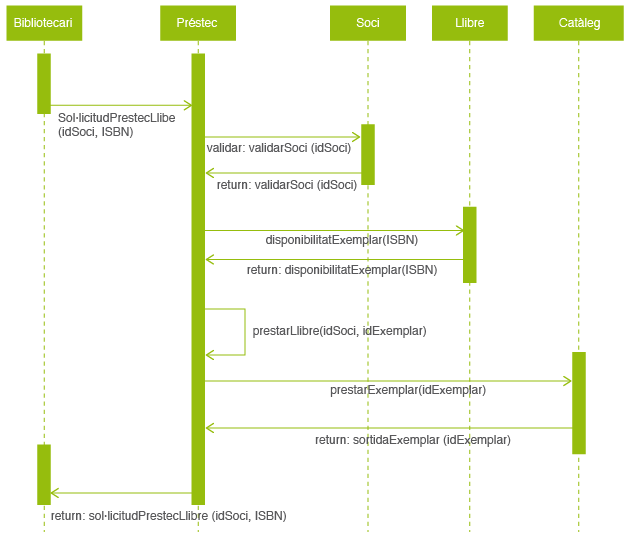 Bibliotecari
Préstec
Soci
Llibre
Catàleg
Sol·licitudPrestecLlibe
(idSoci, ISBN)
validar: validarSoci (idSoci)
return: validarSoci (idSoci)
disponibilitatExemplar(ISBN)
return: disponibilitatExemplar(ISBN)
prestarLlibre(idSoci, idExemplar)
prestarExemplar(idExemplar)
return: sortidaExemplar (idExemplar)
return: sol·licitudPrestecLlibre (idSoci, ISBN)